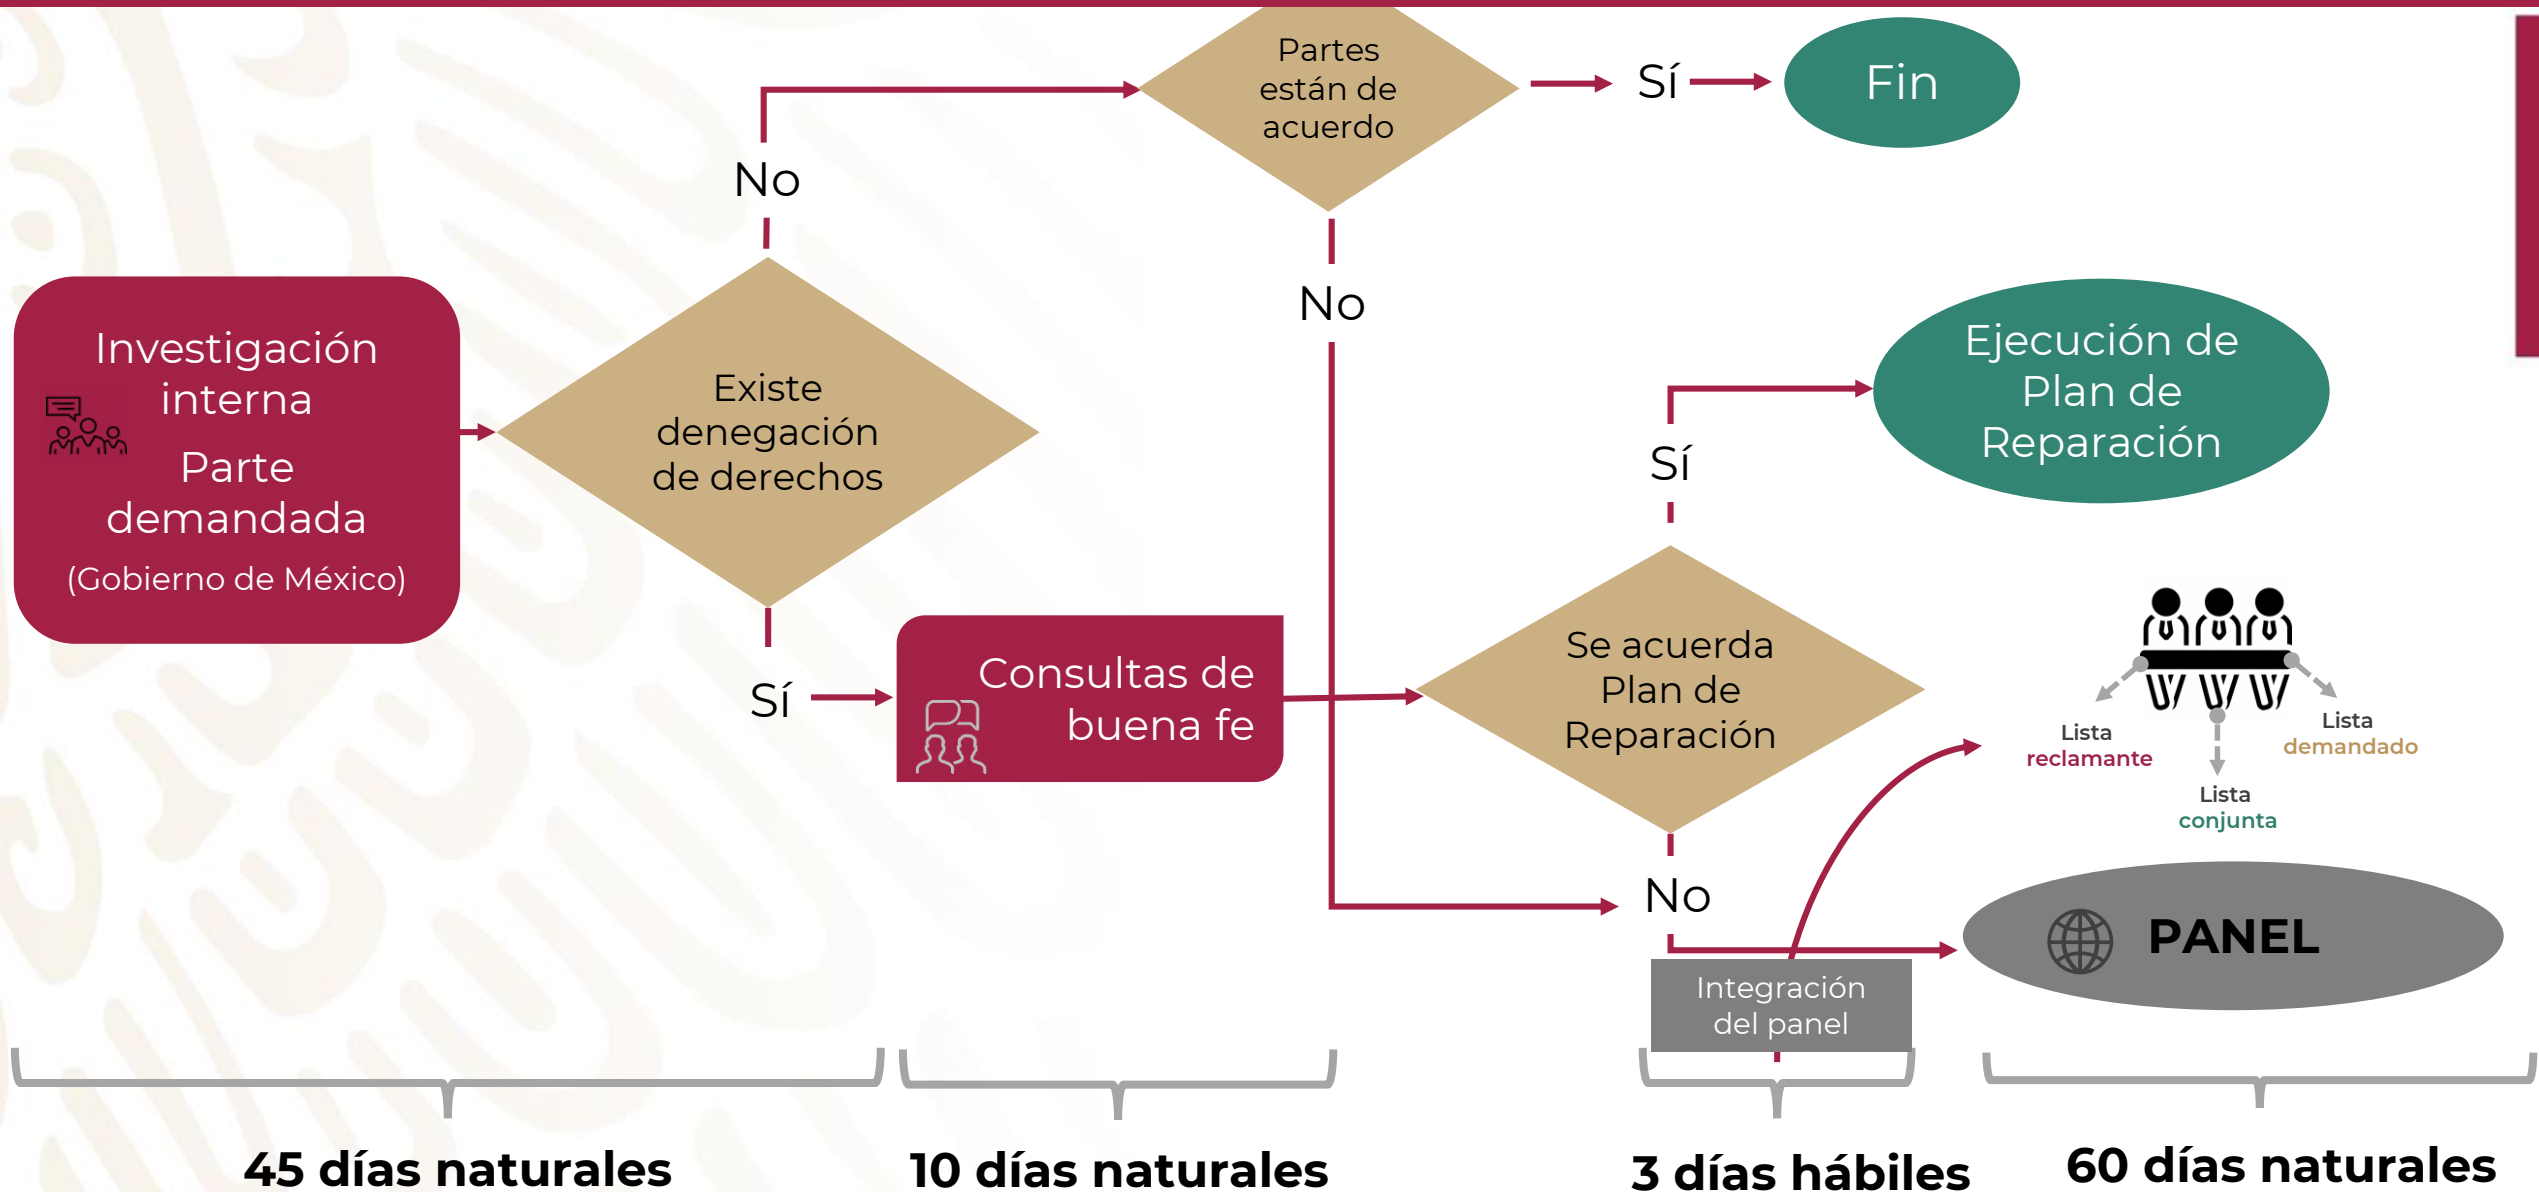 Partes
están de
acuerdo
Sí
Fin
No
No
Investigación
interna
Parte
demandada
(Gobierno de México)
Existe
denegación
de derechos
Ejecución de
Plan de
Reparación
Sí
Sí
Consultas de
buena fe
Se acuerda
Plan de
Reparación
Lista
reclamante
Lista
demandado
Lista
conjunta
No
PANEL
Integración
del panel
45 días naturales
10 días naturales
3 días hábiles
60 días naturales